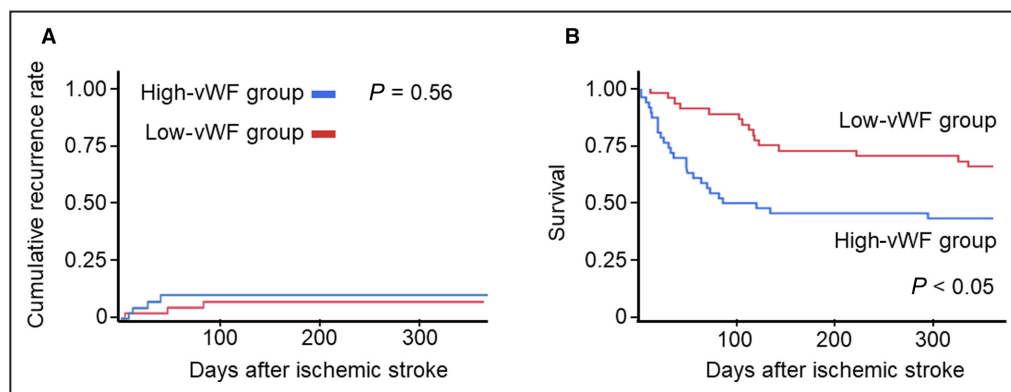 A
Cumulative recurrence rate
1.00
0.75
0.50
0.25
0
High-vWF group
Low-vWF group
P = 0.56
100
200
300
Days after ischemic stroke
B
Survival
1.00
0.75
0.50
0.25
0
Low-vWF group
High-vWF group
P < 0.05
100
200
300
Days after ischemic stroke